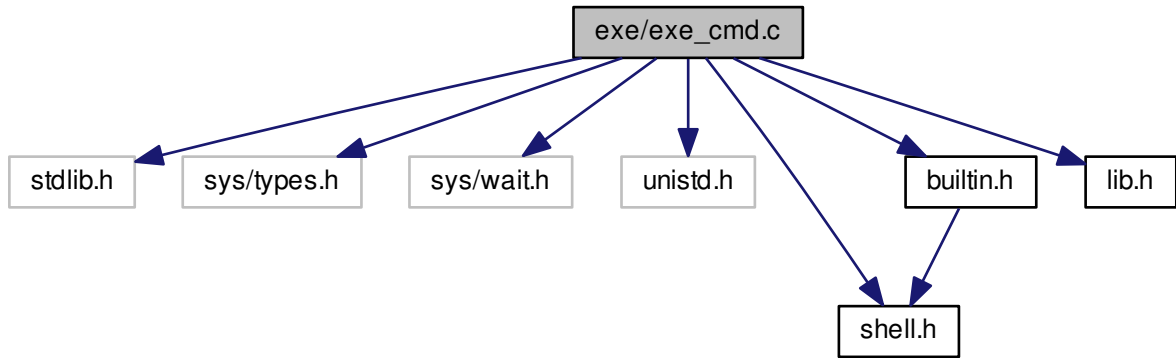 exe/exe_cmd.c
stdlib.h
sys/types.h
sys/wait.h
unistd.h
builtin.h
lib.h
shell.h